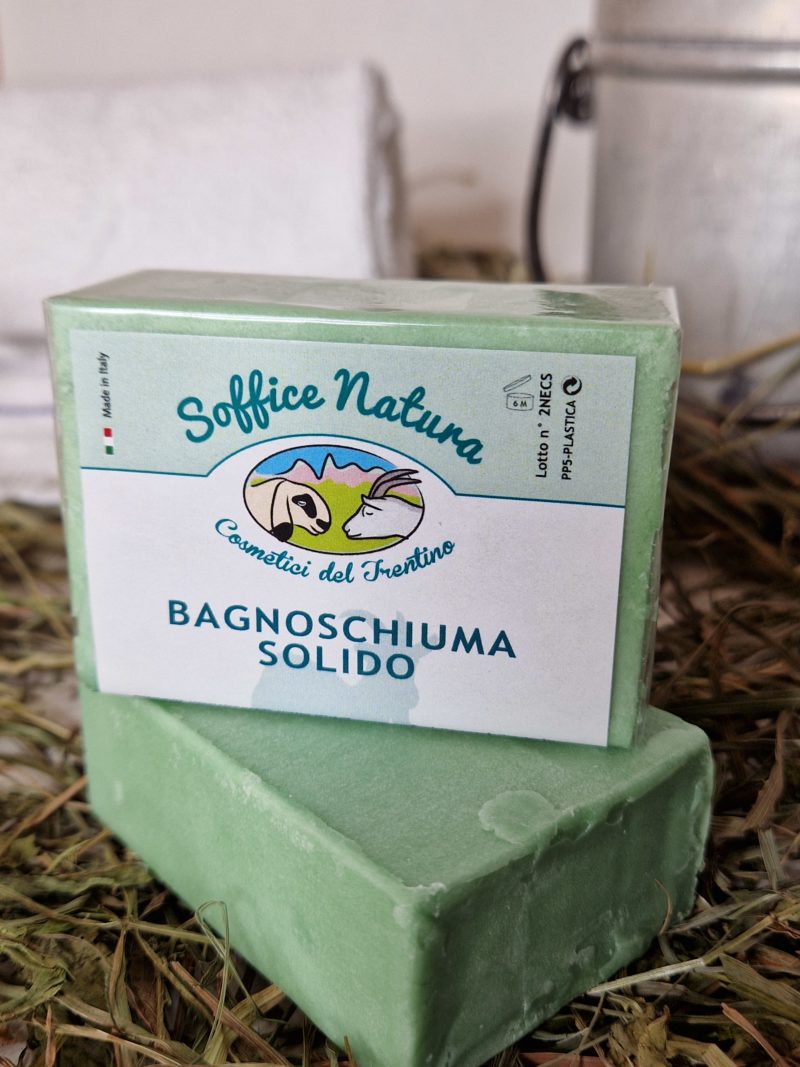 Made in Italy
Soffice Natura
Cosmetici del Trentino
BAGNOSCHIUMA
SOLIDO
6 M
Lotto n° 2NECS
PP5-PLASTICA